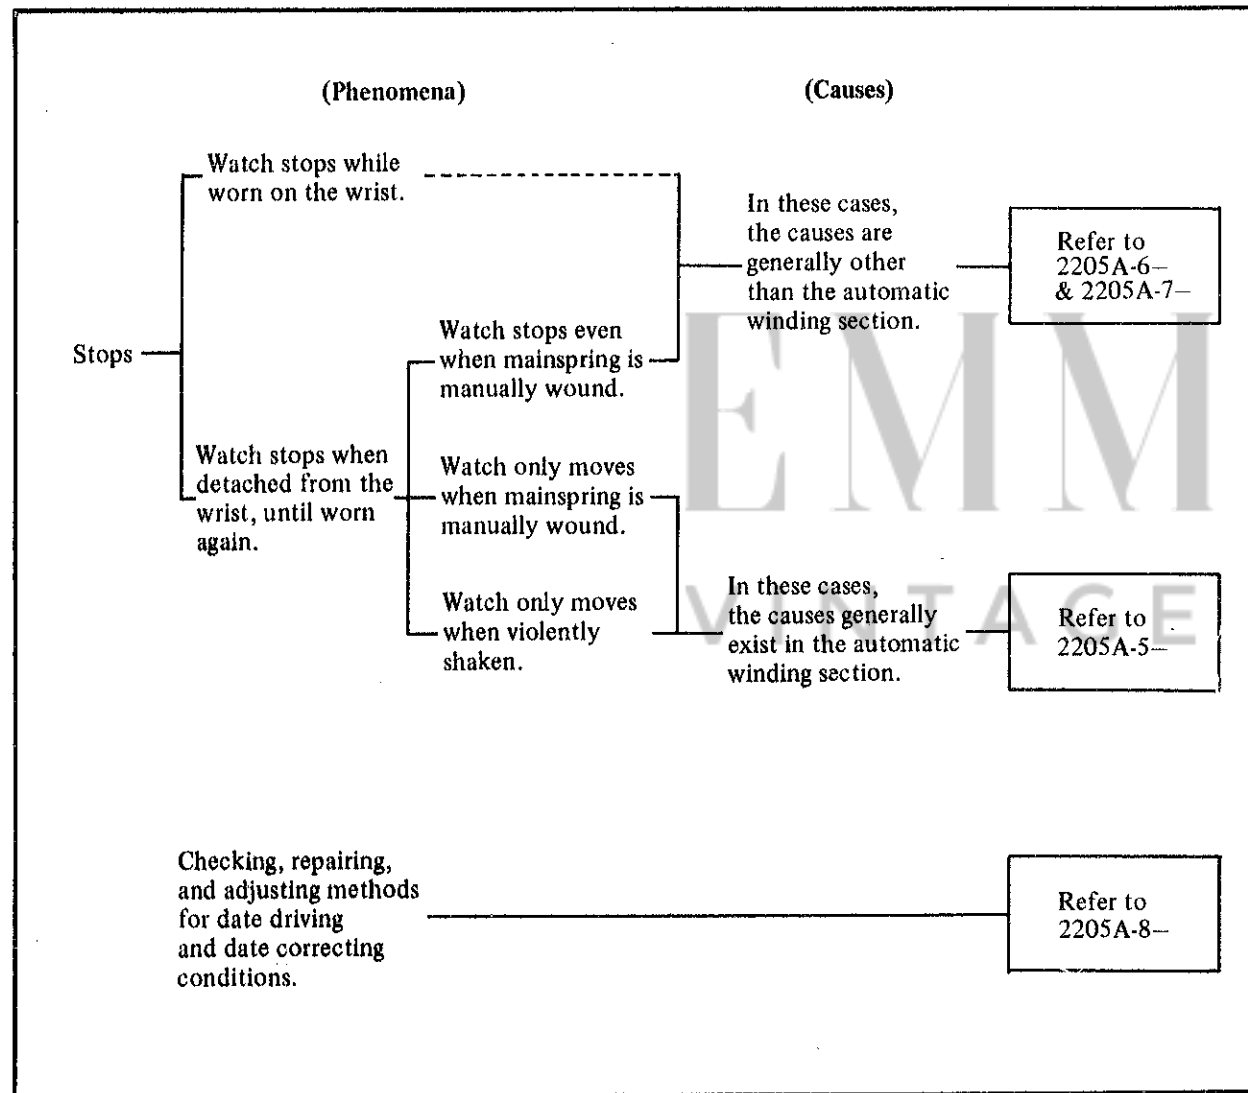 (Phenomena)
(Causes)
Watch stops while
worn on the wrist.
In these cases,
the causes are
generally other
than the automatic
winding section.
Refer to
2205A-6—
& 2205A-7—
Stops
Watch stops even
when mainspring is
manually wound.
Watch stops when
detached from the
wrist, until worn
again.
Watch only moves
when mainspring is
manually wound.
Watch only moves
when violently
shaken.
In these cases,
the causes generally
exist in the automatic
winding section.
Refer to
2205A-5—
Checking, repairing,
and adjusting methods
for date driving
and date correcting
conditions.
Refer to
2205A-8—
EMM
VINTAGE